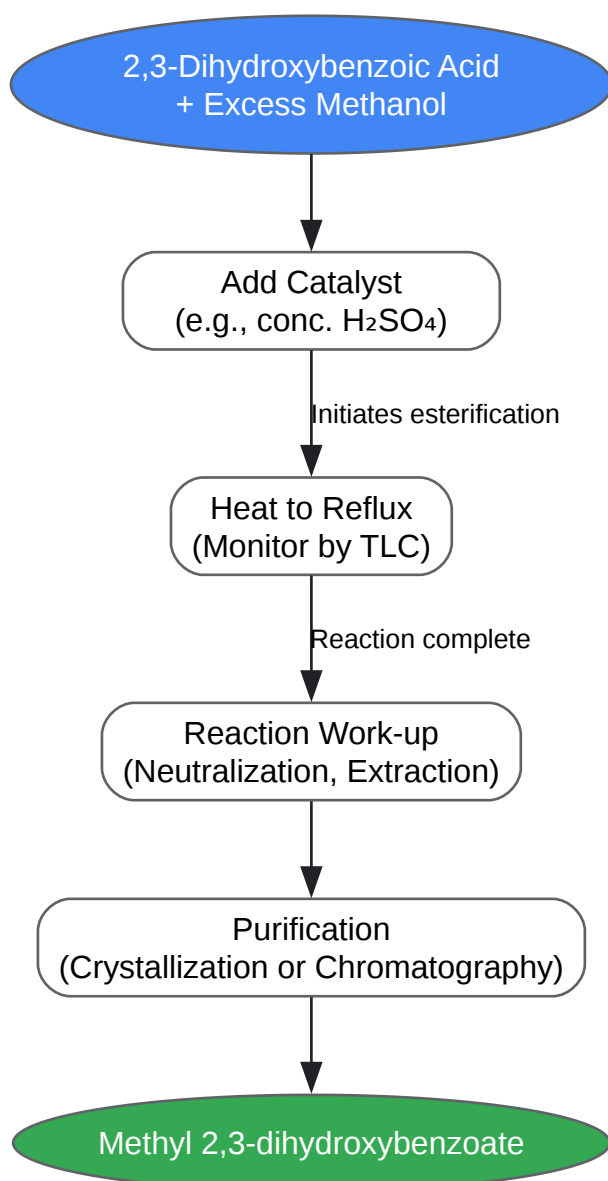 2,3-Dihydroxybenzoic Acid
+ Excess Methanol
Add Catalyst
(e.g., conc. H₂SO₄)
Initiates esterification
Heat to Reflux
(Monitor by TLC)
Reaction complete
Reaction Work-up
(Neutralization, Extraction)
Purification
(Crystallization or Chromatography)
Methyl 2,3-dihydroxybenzoate